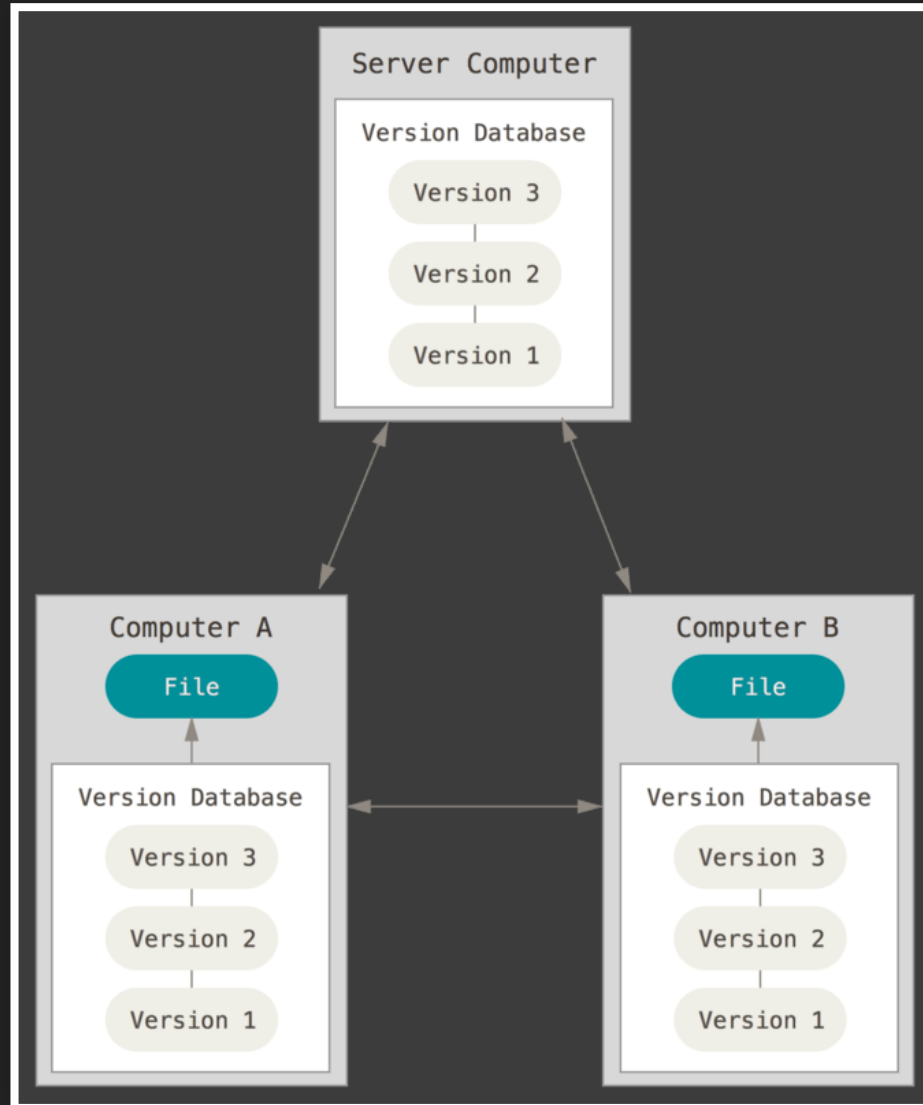 Server Computer
Version Database
Version 3
Version 2
Version 1
Computer A
File
Version Database
Version 3
Version 2
Version 1
Computer B
File
Version Database
Version 3
Version 2
Version 1